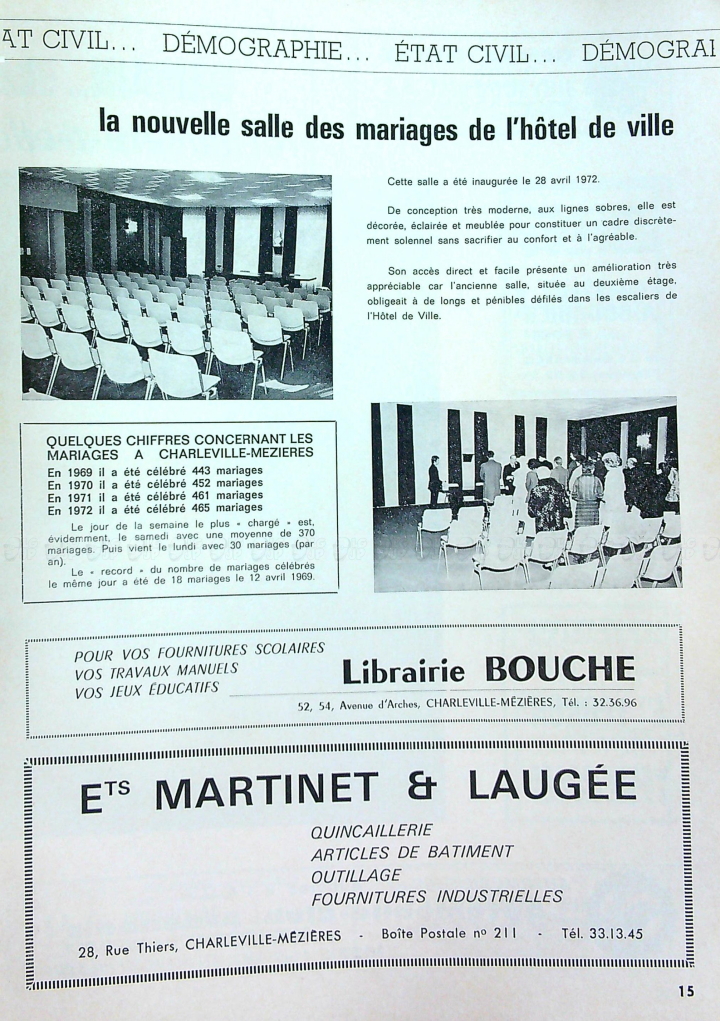 AT CIVIL... DÉMOGRAPHIE... ÉTAT CIVIL... DÉMOGRAI
la nouvelle salle des mariages de l'hôtel de ville
Cette salle a été inaugurée le 28 avril 1972.
De conception très moderne, aux lignes sobres, elle est
décorée, éclairée et meublée pour constituer un cadre discrète-
ment solennel sans sacrifier au confort et à l'agréable.
Son accès direct et facile présente un amélioration très
appréciable car l'ancienne salle, située au deuxième étage,
obligeait à de longs et pénibles défilés dans les escaliers de
l'Hôtel de Ville.
QUELQUES CHIFFRES CONCERNANT LES
MARIAGES A CHARLEVILLE-MEZIERES
En 1969 il a été célébré 443 mariages
En 1970 il a été célébré 452 mariages
En 1971 il a été célébré 461 mariages
En 1972 il a été célébré 465 mariages
Le jour de la semaine le plus « chargé » est,
évidemment, le samedi avec une moyenne de 370
mariages. Puis vient le lundi avec 30 mariages (par
an).
Le « record » du nombre de mariages célébrés
le même jour a été de 18 mariages le 12 avril 1969.
POUR VOS FOURNITURES SCOLAIRES
VOS TRAVAUX MANUELS
VOS JEUX ÉDUCATIFS
Librairie BOUCHE
52, 54, Avenue d'Arches, CHARLEVILLE-MÉZIÈRES, Tél. : 32.36.96
ETS MARTINET & LAUGÉE
QUINCAILLERIE
ARTICLES DE BATIMENT
OUTILLAGE
FOURNITURES INDUSTRIELLES
28, Rue Thiers, CHARLEVILLE-MÉZIÈRES - Boîte Postale nº 211 - Tél. 33.13.45
15